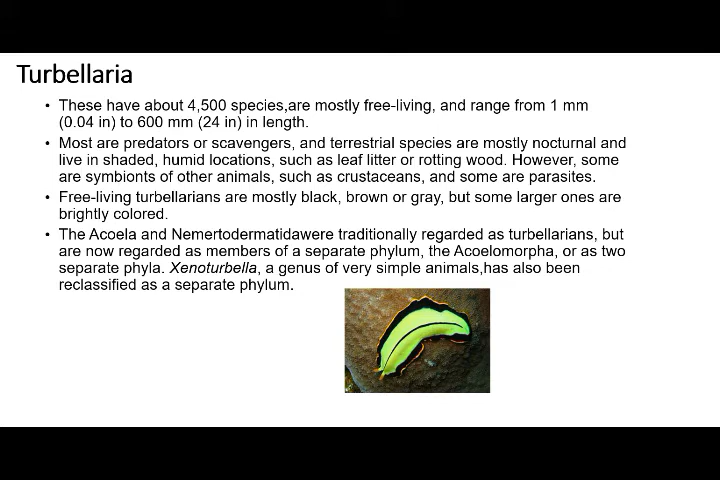 Turbellaria
• These have about 4,500 species,are mostly free-living, and range from 1 mm
(0.04 in) to 600 mm (24 in) in length.
• Most are predators or scavengers, and terrestrial species are mostly nocturnal and
live in shaded, humid locations, such as leaf litter or rotting wood. However, some
are symbionts of other animals, such as crustaceans, and some are parasites.
• Free-living turbellarians are mostly black, brown or gray, but some larger ones are
brightly colored.
• The Acoela and Nemertodermatidawere traditionally regarded as turbellarians, but
are now regarded as members of a separate phylum, the Acoelomorpha, or as two
separate phyla. Xenoturbella, a genus of very simple animals,has also been
reclassified as a separate phylum.